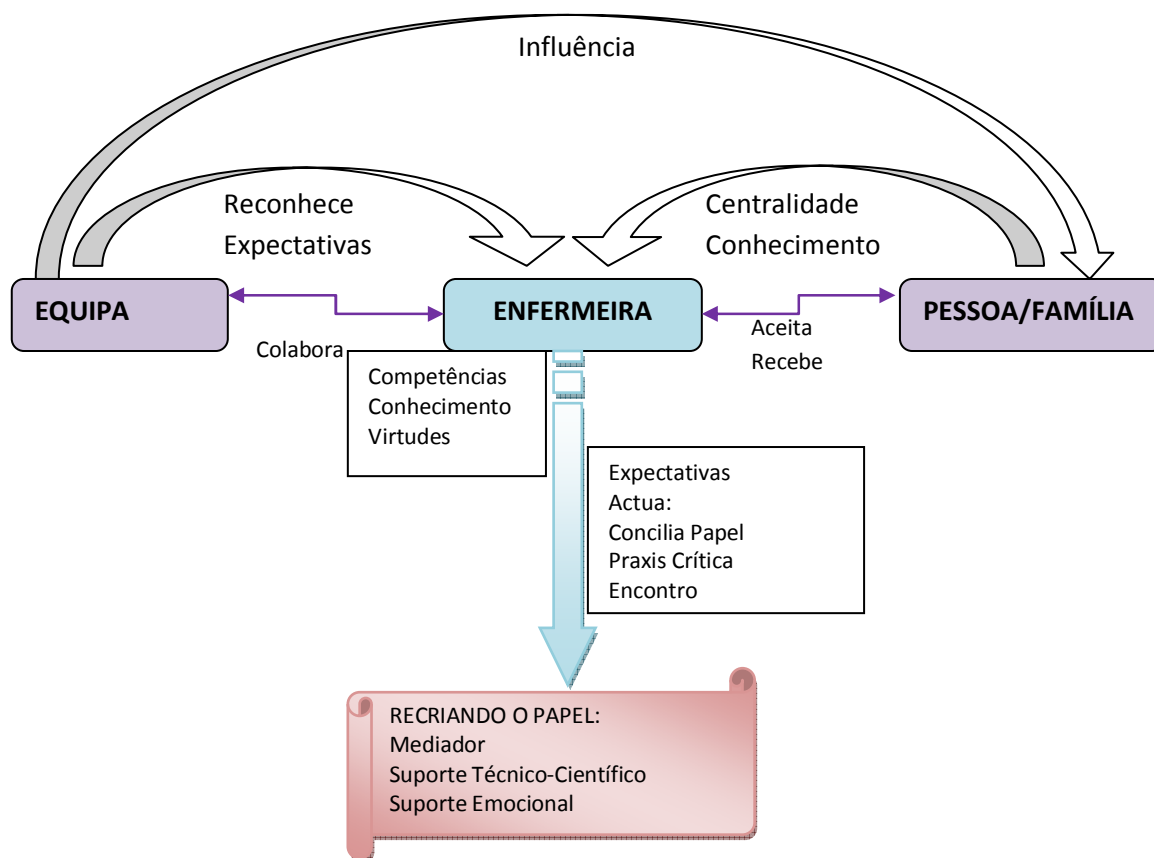 Influência
Reconhece
Expectativas
Centralidade
Conhecimento
EQUIPA
ENFERMEIRA
PESSOA/FAMÍLIA
Colabora
Aceita
Recebe
Competências
Conhecimento
Virtudes
Expectativas
Actua:
Concilia Papel
Praxis Crítica
Encontro
RECRIANDO O PAPEL:
Mediador
Suporte Técnico-Científico
Suporte Emocional